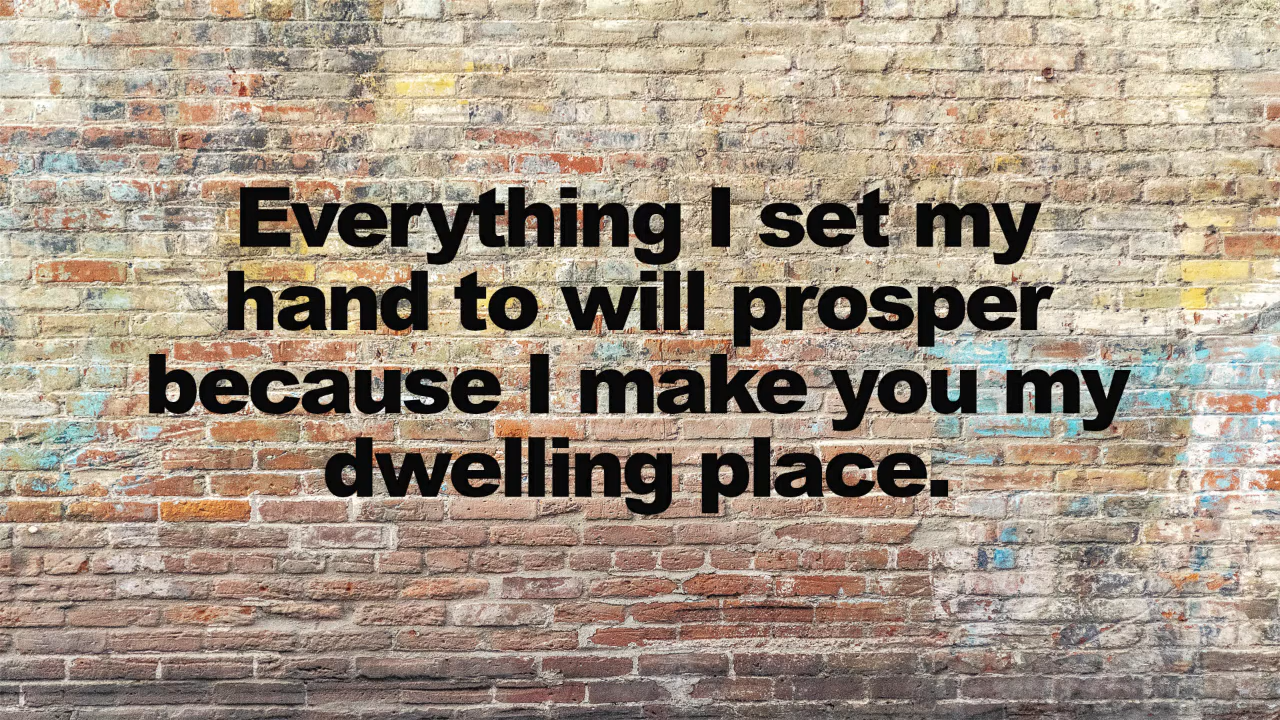 Everything I set my
hand to will prosper
because I make you my
dwelling place.